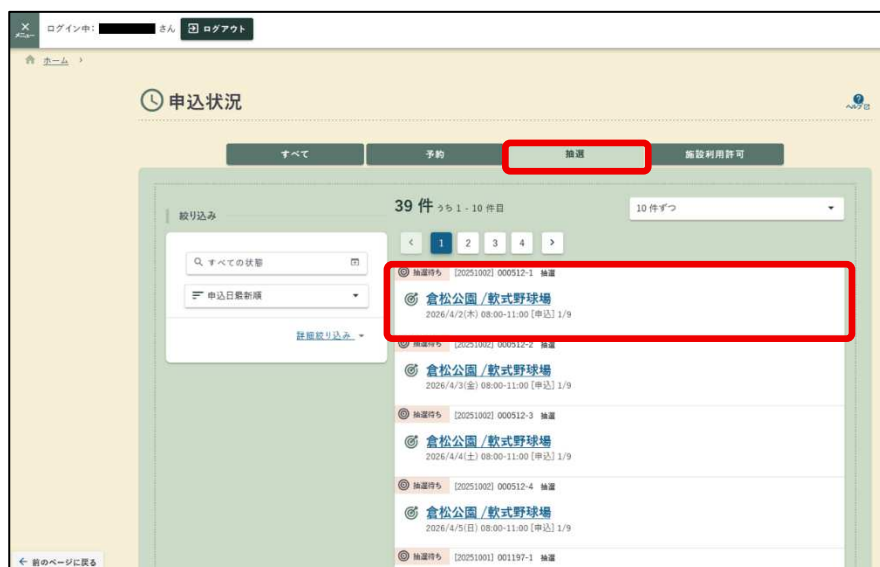 メニュー
ログイン中: さん ログアウト
ホーム
申込状況
ヘルプ
すべて 予約 抽選 施設利用許可
絞り込み
すべての状態
申込日最新順
詳細絞り込み
39 件 うち 1 - 10 件目
10 件ずつ
1 2 3 4
抽選待ち [20251002] 000512-1 抽選
倉松公園 /軟式野球場
2026/4/2(木) 08:00-11:00 [申込] 1/9
抽選待ち [20251002] 000512-2 抽選
倉松公園 /軟式野球場
2026/4/3(金) 08:00-11:00 [申込] 1/9
抽選待ち [20251002] 000512-3 抽選
倉松公園 /軟式野球場
2026/4/4(土) 08:00-11:00 [申込] 1/9
抽選待ち [20251002] 000512-4 抽選
倉松公園 /軟式野球場
2026/4/5(日) 08:00-11:00 [申込] 1/9
抽選待ち [20251001] 001197-1 抽選
前のページに戻る